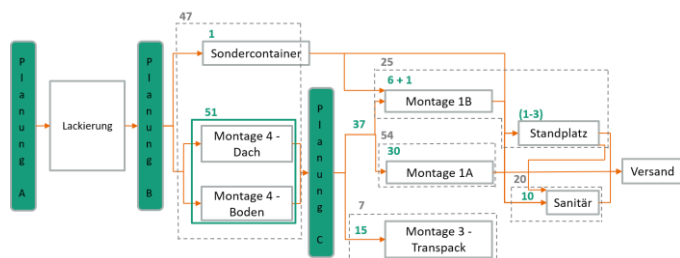 47
1
Sondercontainer
25
6 + 1
Montage 1B
Planung A
Lackierung
Planung B
51
Montage 4 -
Dach
Montage 4 -
Boden
Planung C
37
54
30
Montage 1A
(1-3)
Standplatz
Versand
20
10
Sanitär
7
15
Montage 3 -
Transpack